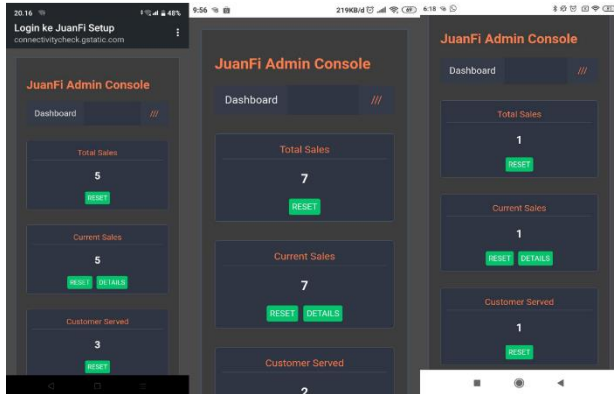 20.16
48%
Login ke JuanFi Setup
connectivitycheck.gstatic.com
JuanFi Admin Console
Dashboard
///
Total Sales
5
RESET
Current Sales
5
RESET DETAILS
Customer Served
3
RESET
9:56
219KB/d
JuanFi Admin Console
Dashboard
///
Total Sales
7
RESET
Current Sales
7
RESET DETAILS
Customer Served
2
6:18
JuanFi Admin Console
Dashboard
///
Total Sales
1
RESET
Current Sales
1
RESET DETAILS
Customer Served
1
RESET